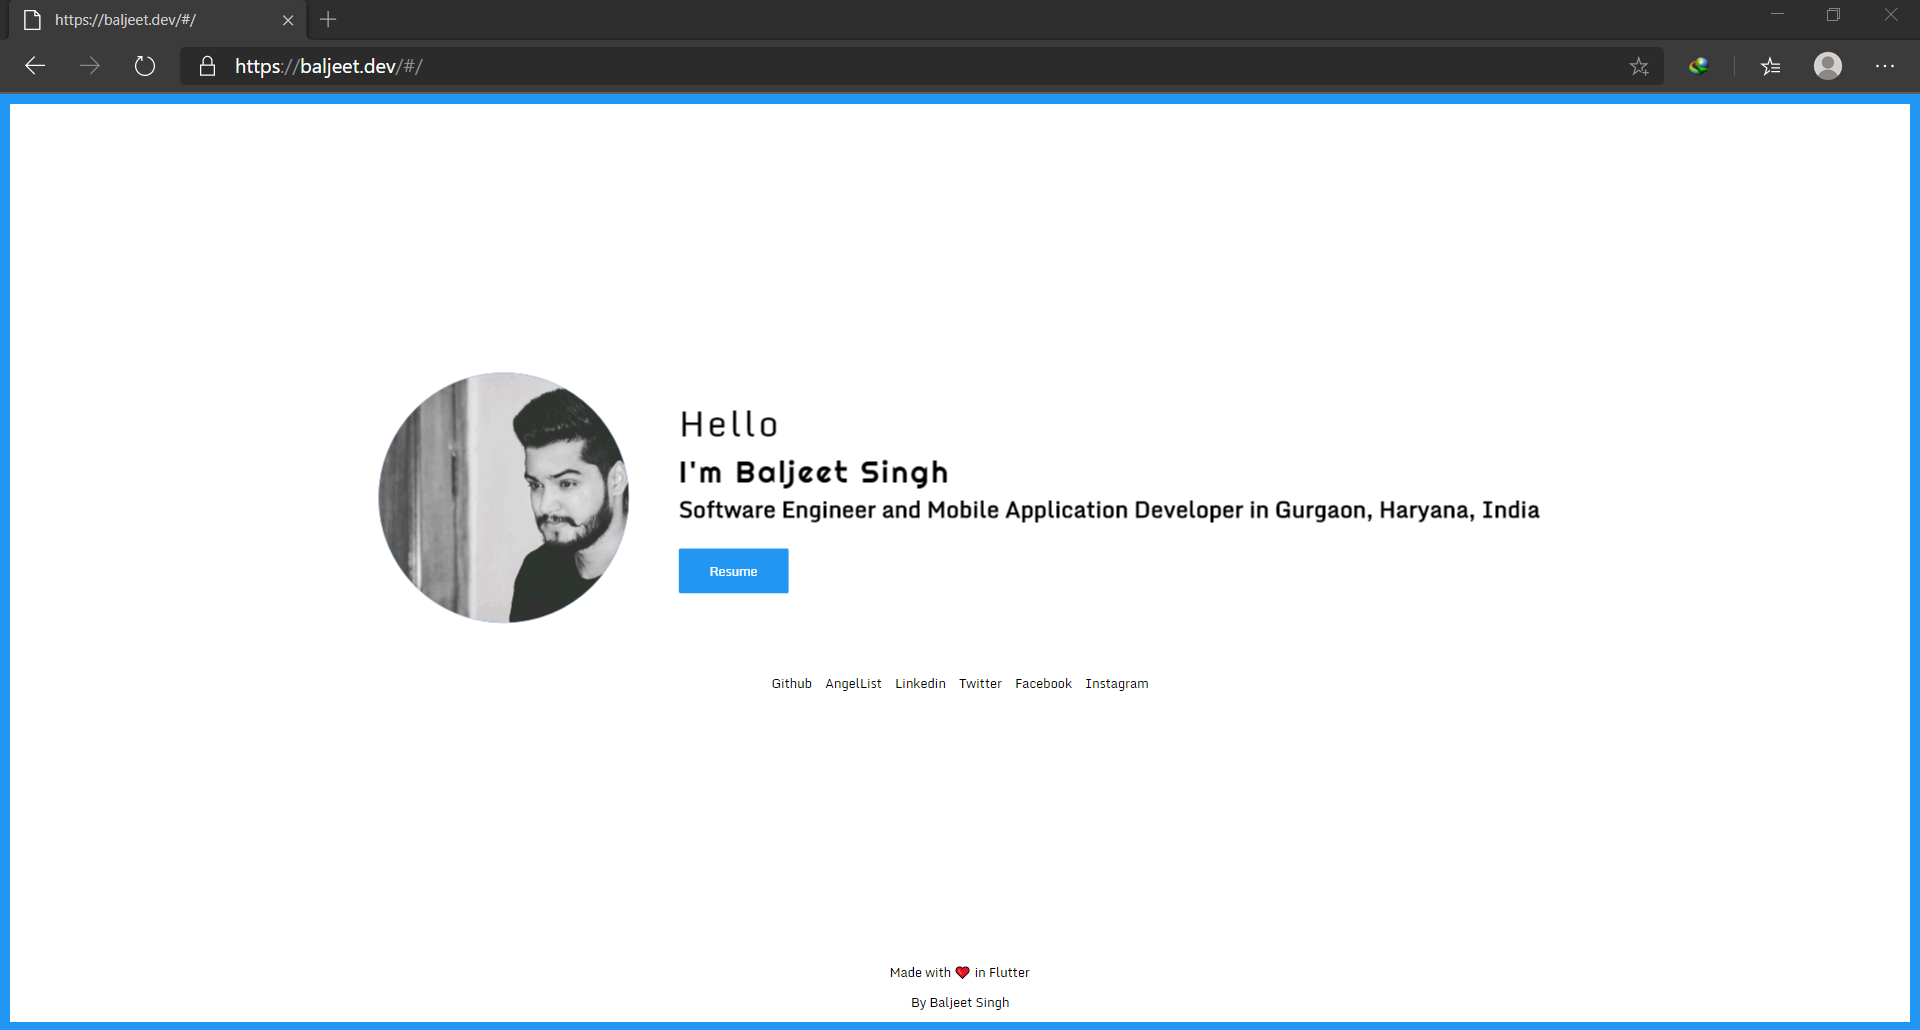 https://baljeet.dev/#/
https://baljeet.dev/#/
Hello
I'm Baljeet Singh
Software Engineer and Mobile Application Developer in Gurgaon, Haryana, India
Resume
Github AngelList Linkedin Twitter Facebook Instagram
Made with ❤️ in Flutter
By Baljeet Singh